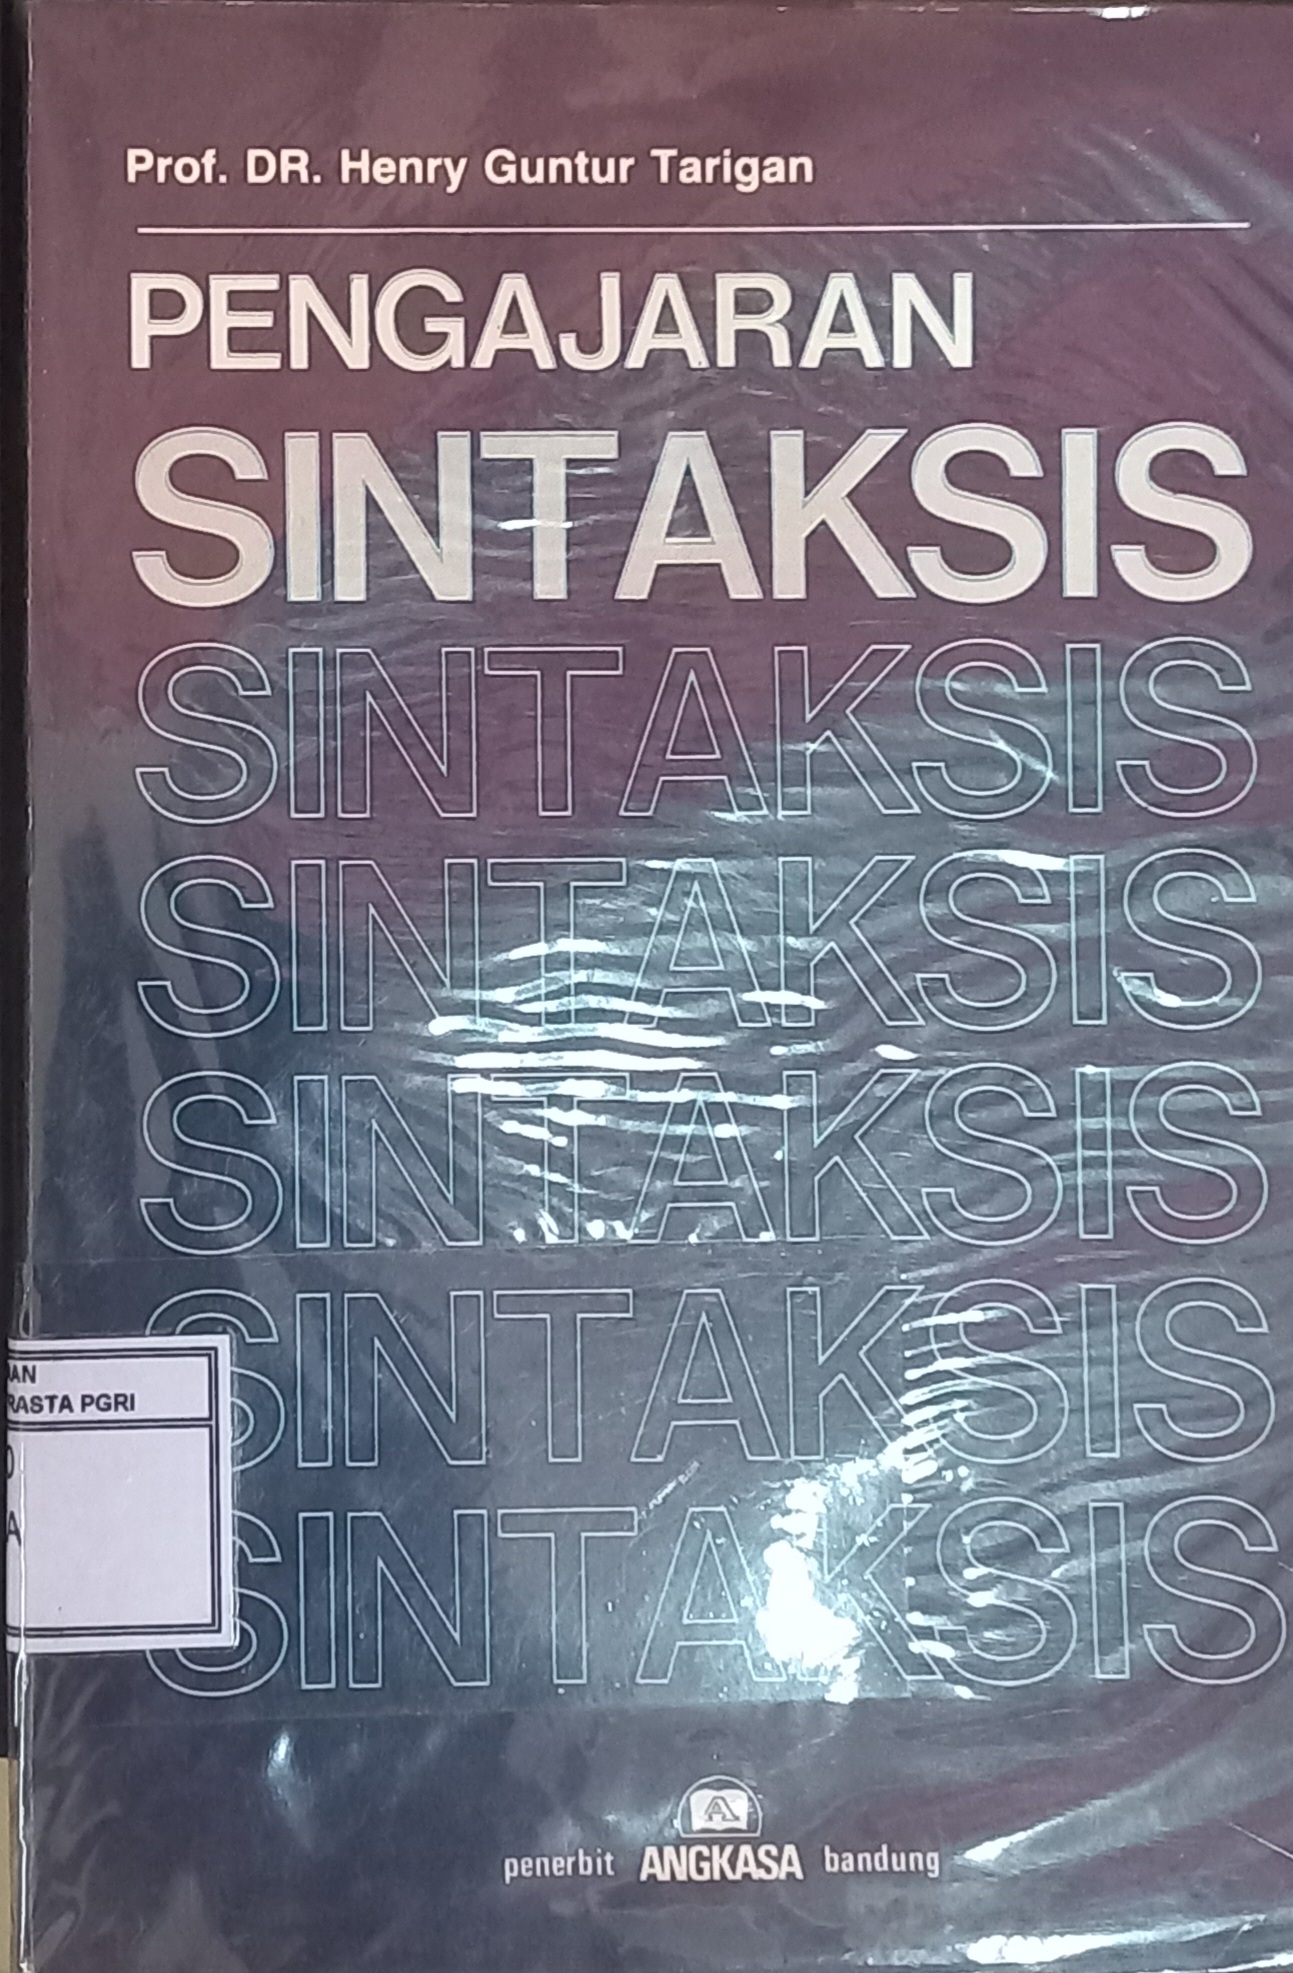 Prof. DR. Henry Guntur Tarigan
PENGAJARAN
SINTAKSIS
SINTAKSIS
SINTAKSIS
SINTAKSIS
SINTAKSIS
SINTAKSIS
AN
RASTA PGRI
A
A
penerbit ANGKASA bandung